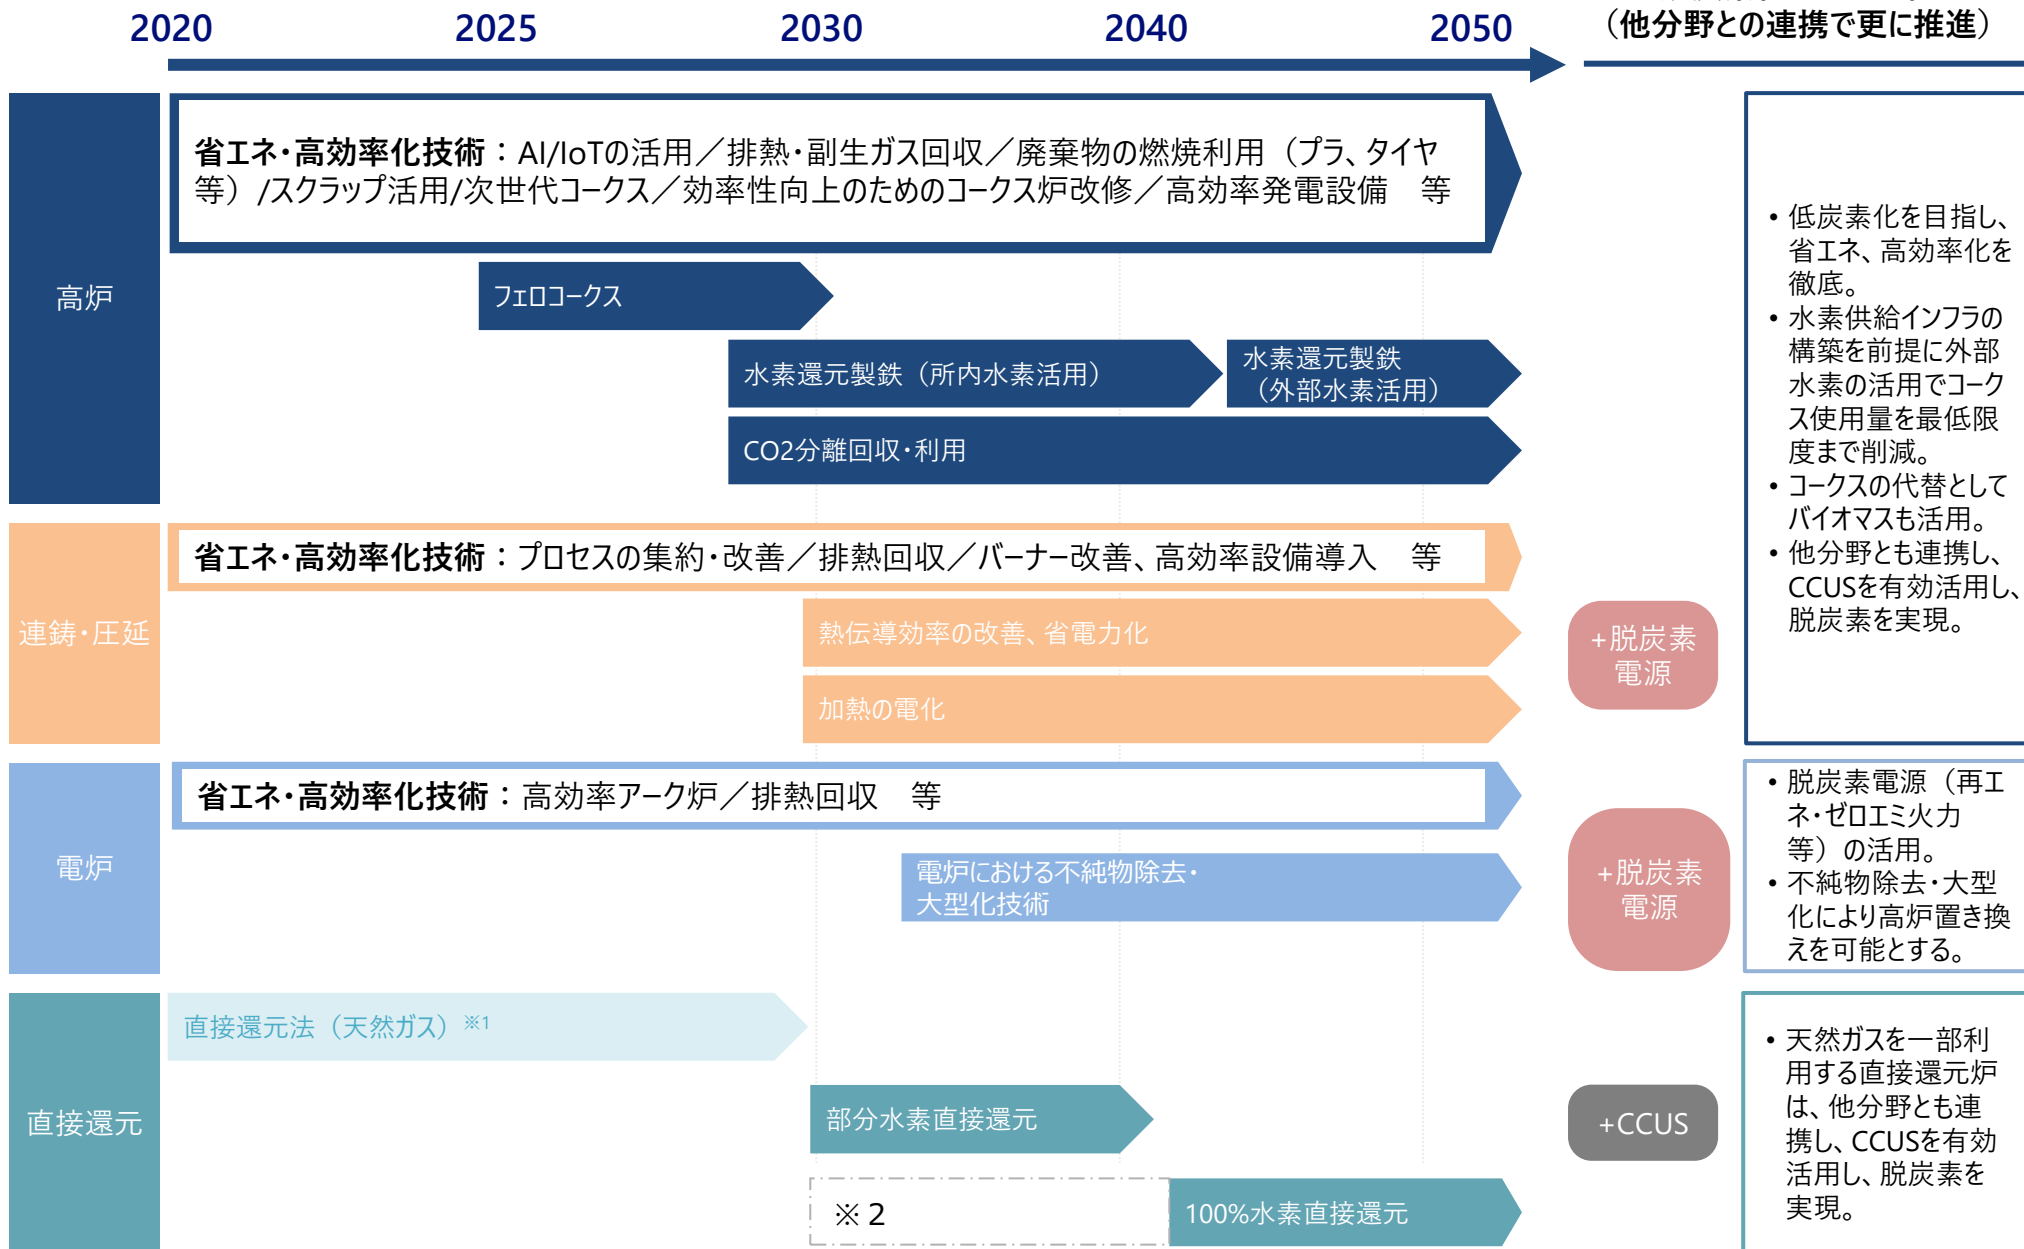 2020
2025
2030
2040
2050
（他分野との連携で更に推進）
高炉
省エネ・高効率化技術：AI/IoTの活用／排熱・副生ガス回収／廃棄物の燃焼利用（プラ、タイヤ
等）/スクラップ活用/次世代コークス／効率性向上のためのコークス炉改修／高効率発電設備　等
フェロコークス
水素還元製鉄（所内水素活用）
水素還元製鉄
（外部水素活用）
CO2分離回収・利用
• 低炭素化を目指し、
省エネ、高効率化を
徹底。
• 水素供給インフラの
構築を前提に外部
水素の活用でコーク
ス使用量を最低限
度まで削減。
• コークスの代替として
バイオマスも活用。
• 他分野とも連携し、
CCUSを有効活用し、
脱炭素を実現。
連鋳・圧延
省エネ・高効率化技術：プロセスの集約・改善／排熱回収／バーナー改善、高効率設備導入　等
熱伝導効率の改善、省電力化
加熱の電化
+脱炭素
電源
電炉
省エネ・高効率化技術：高効率アーク炉／排熱回収　等
電炉における不純物除去・
大型化技術
+脱炭素
電源
• 脱炭素電源（再エ
ネ・ゼロエミ火力
等）の活用。
• 不純物除去・大型
化により高炉置き換
えを可能とする。
直接還元
直接還元法（天然ガス）※1
部分水素直接還元
※２
100%水素直接還元
+CCUS
• 天然ガスを一部利
用する直接還元炉
は、他分野とも連
携し、CCUSを有効
活用し、脱炭素を
実現。